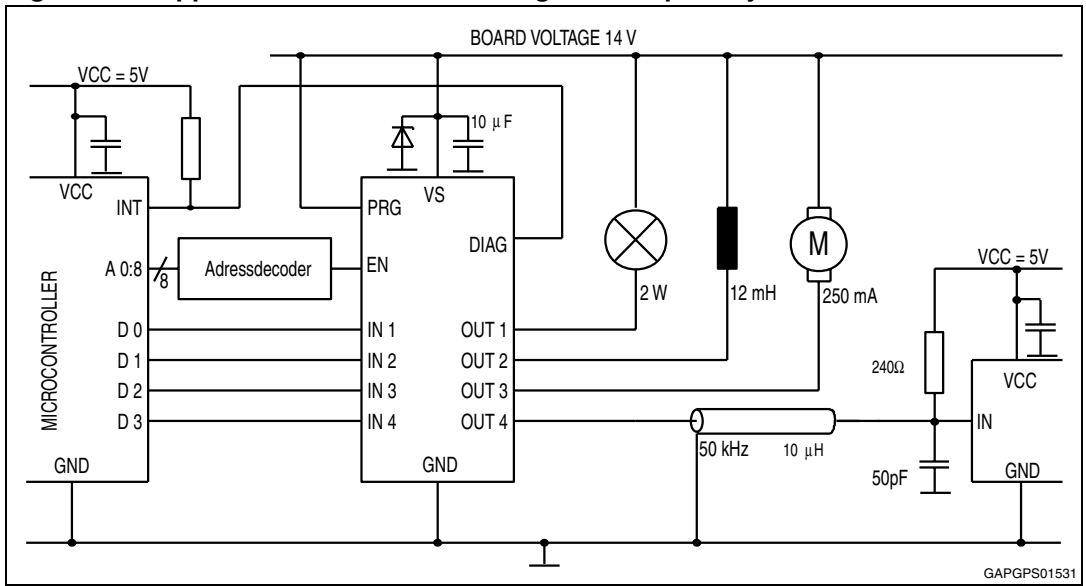 BOARD VOLTAGE 14 V
VCC = 5V
10 μF
VCC
INT
A 0:8
8
Adressdecoder
MICROCONTROLLER
D 0
D 1
D 2
D 3
GND
VS
PRG
EN
DIAG
IN 1
IN 2
IN 3
IN 4
OUT 1
OUT 2
OUT 3
OUT 4
GND
2 W
12 mH
M
250 mA
50 kHz
10 μH
VCC = 5V
240Ω
50pF
VCC
IN
GND
GAPGPS01531